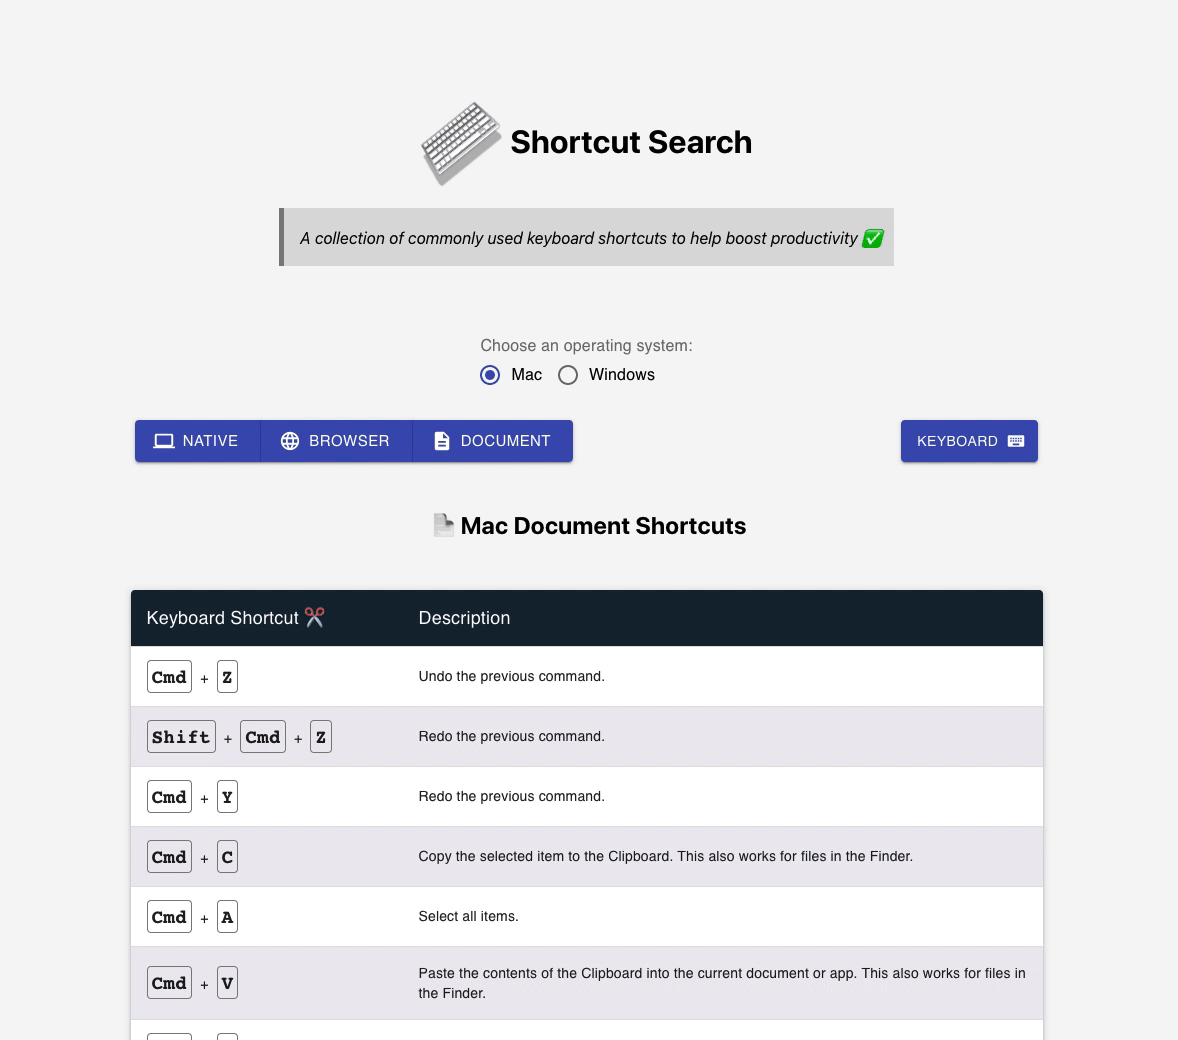 Shortcut Search
A collection of commonly used keyboard shortcuts to help boost productivity ✅
Choose an operating system:
Mac Windows
NATIVE BROWSER DOCUMENT KEYBOARD
Mac Document Shortcuts
Keyboard Shortcut ✂️ Description
Cmd + Z Undo the previous command.
Shift + Cmd + Z Redo the previous command.
Cmd + Y Redo the previous command.
Cmd + C Copy the selected item to the Clipboard. This also works for files in the Finder.
Cmd + A Select all items.
Cmd + V Paste the contents of the Clipboard into the current document or app. This also works for files in
the Finder.